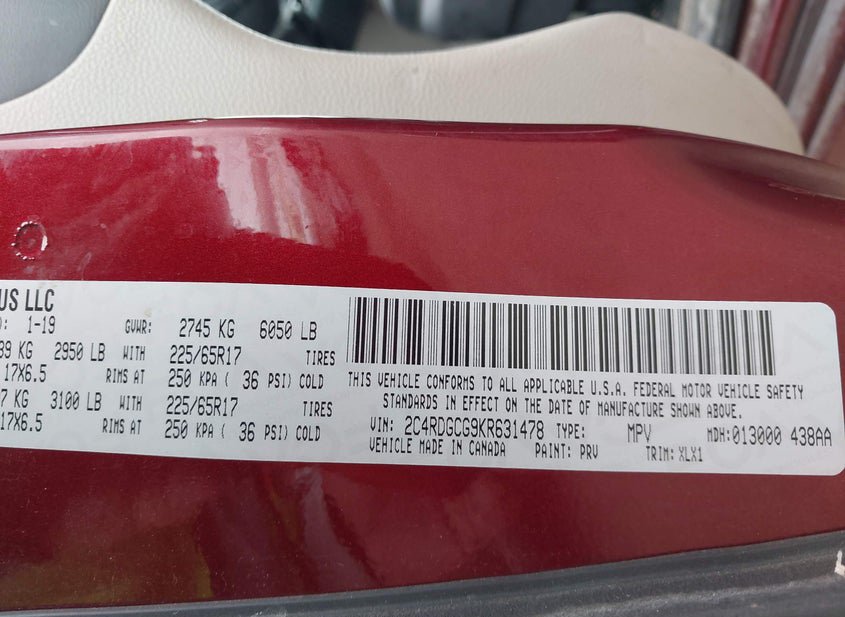 US LLC
: 1-19 GVWR: 2745 KG 6050 LB
39 KG 2950 LB WITH 225/65R17 TIRES
17X6.5 RIMS AT 250 KPA ( 36 PSI) COLD
7 KG 3100 LB WITH 225/65R17 TIRES
17X6.5 RIMS AT 250 KPA ( 36 PSI) COLD
THIS VEHICLE CONFORMS TO ALL APPLICABLE U.S.A. FEDERAL MOTOR VEHICLE SAFETY
STANDARDS IN EFFECT ON THE DATE OF MANUFACTURE SHOWN ABOVE.
VIN: 2C4RDGCG9KR631478 TYPE: MPV MDH:013000 438AA
VEHICLE MADE IN CANADA PAINT: PRV TRIM: XLX1